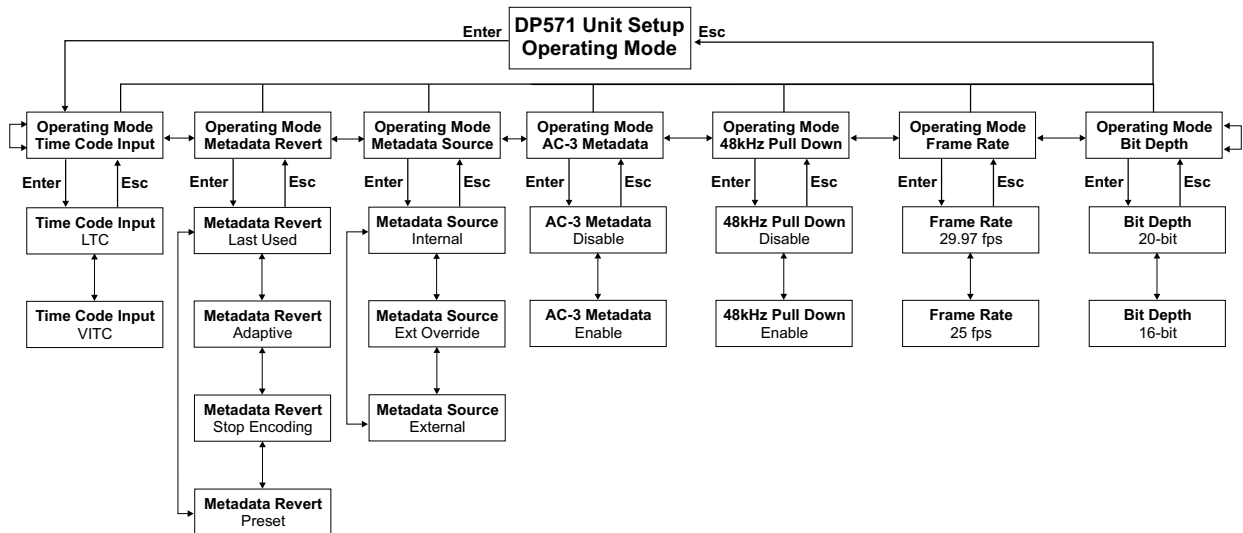 DP571 Unit Setup
Operating Mode
Enter
Esc
Operating Mode
Time Code Input
Operating Mode
Metadata Revert
Operating Mode
Metadata Source
Operating Mode
AC-3 Metadata
Operating Mode
48kHz Pull Down
Operating Mode
Frame Rate
Operating Mode
Bit Depth
Enter
Esc
Enter
Esc
Enter
Esc
Enter
Esc
Enter
Esc
Enter
Esc
Enter
Esc
Time Code Input
LTC
Metadata Revert
Last Used
Metadata Source
Internal
AC-3 Metadata
Disable
48kHz Pull Down
Disable
Frame Rate
29.97 fps
Bit Depth
20-bit
Time Code Input
VITC
Metadata Revert
Adaptive
Metadata Source
Ext Override
AC-3 Metadata
Enable
48kHz Pull Down
Enable
Frame Rate
25 fps
Bit Depth
16-bit
Metadata Revert
Stop Encoding
Metadata Source
External
Metadata Revert
Preset